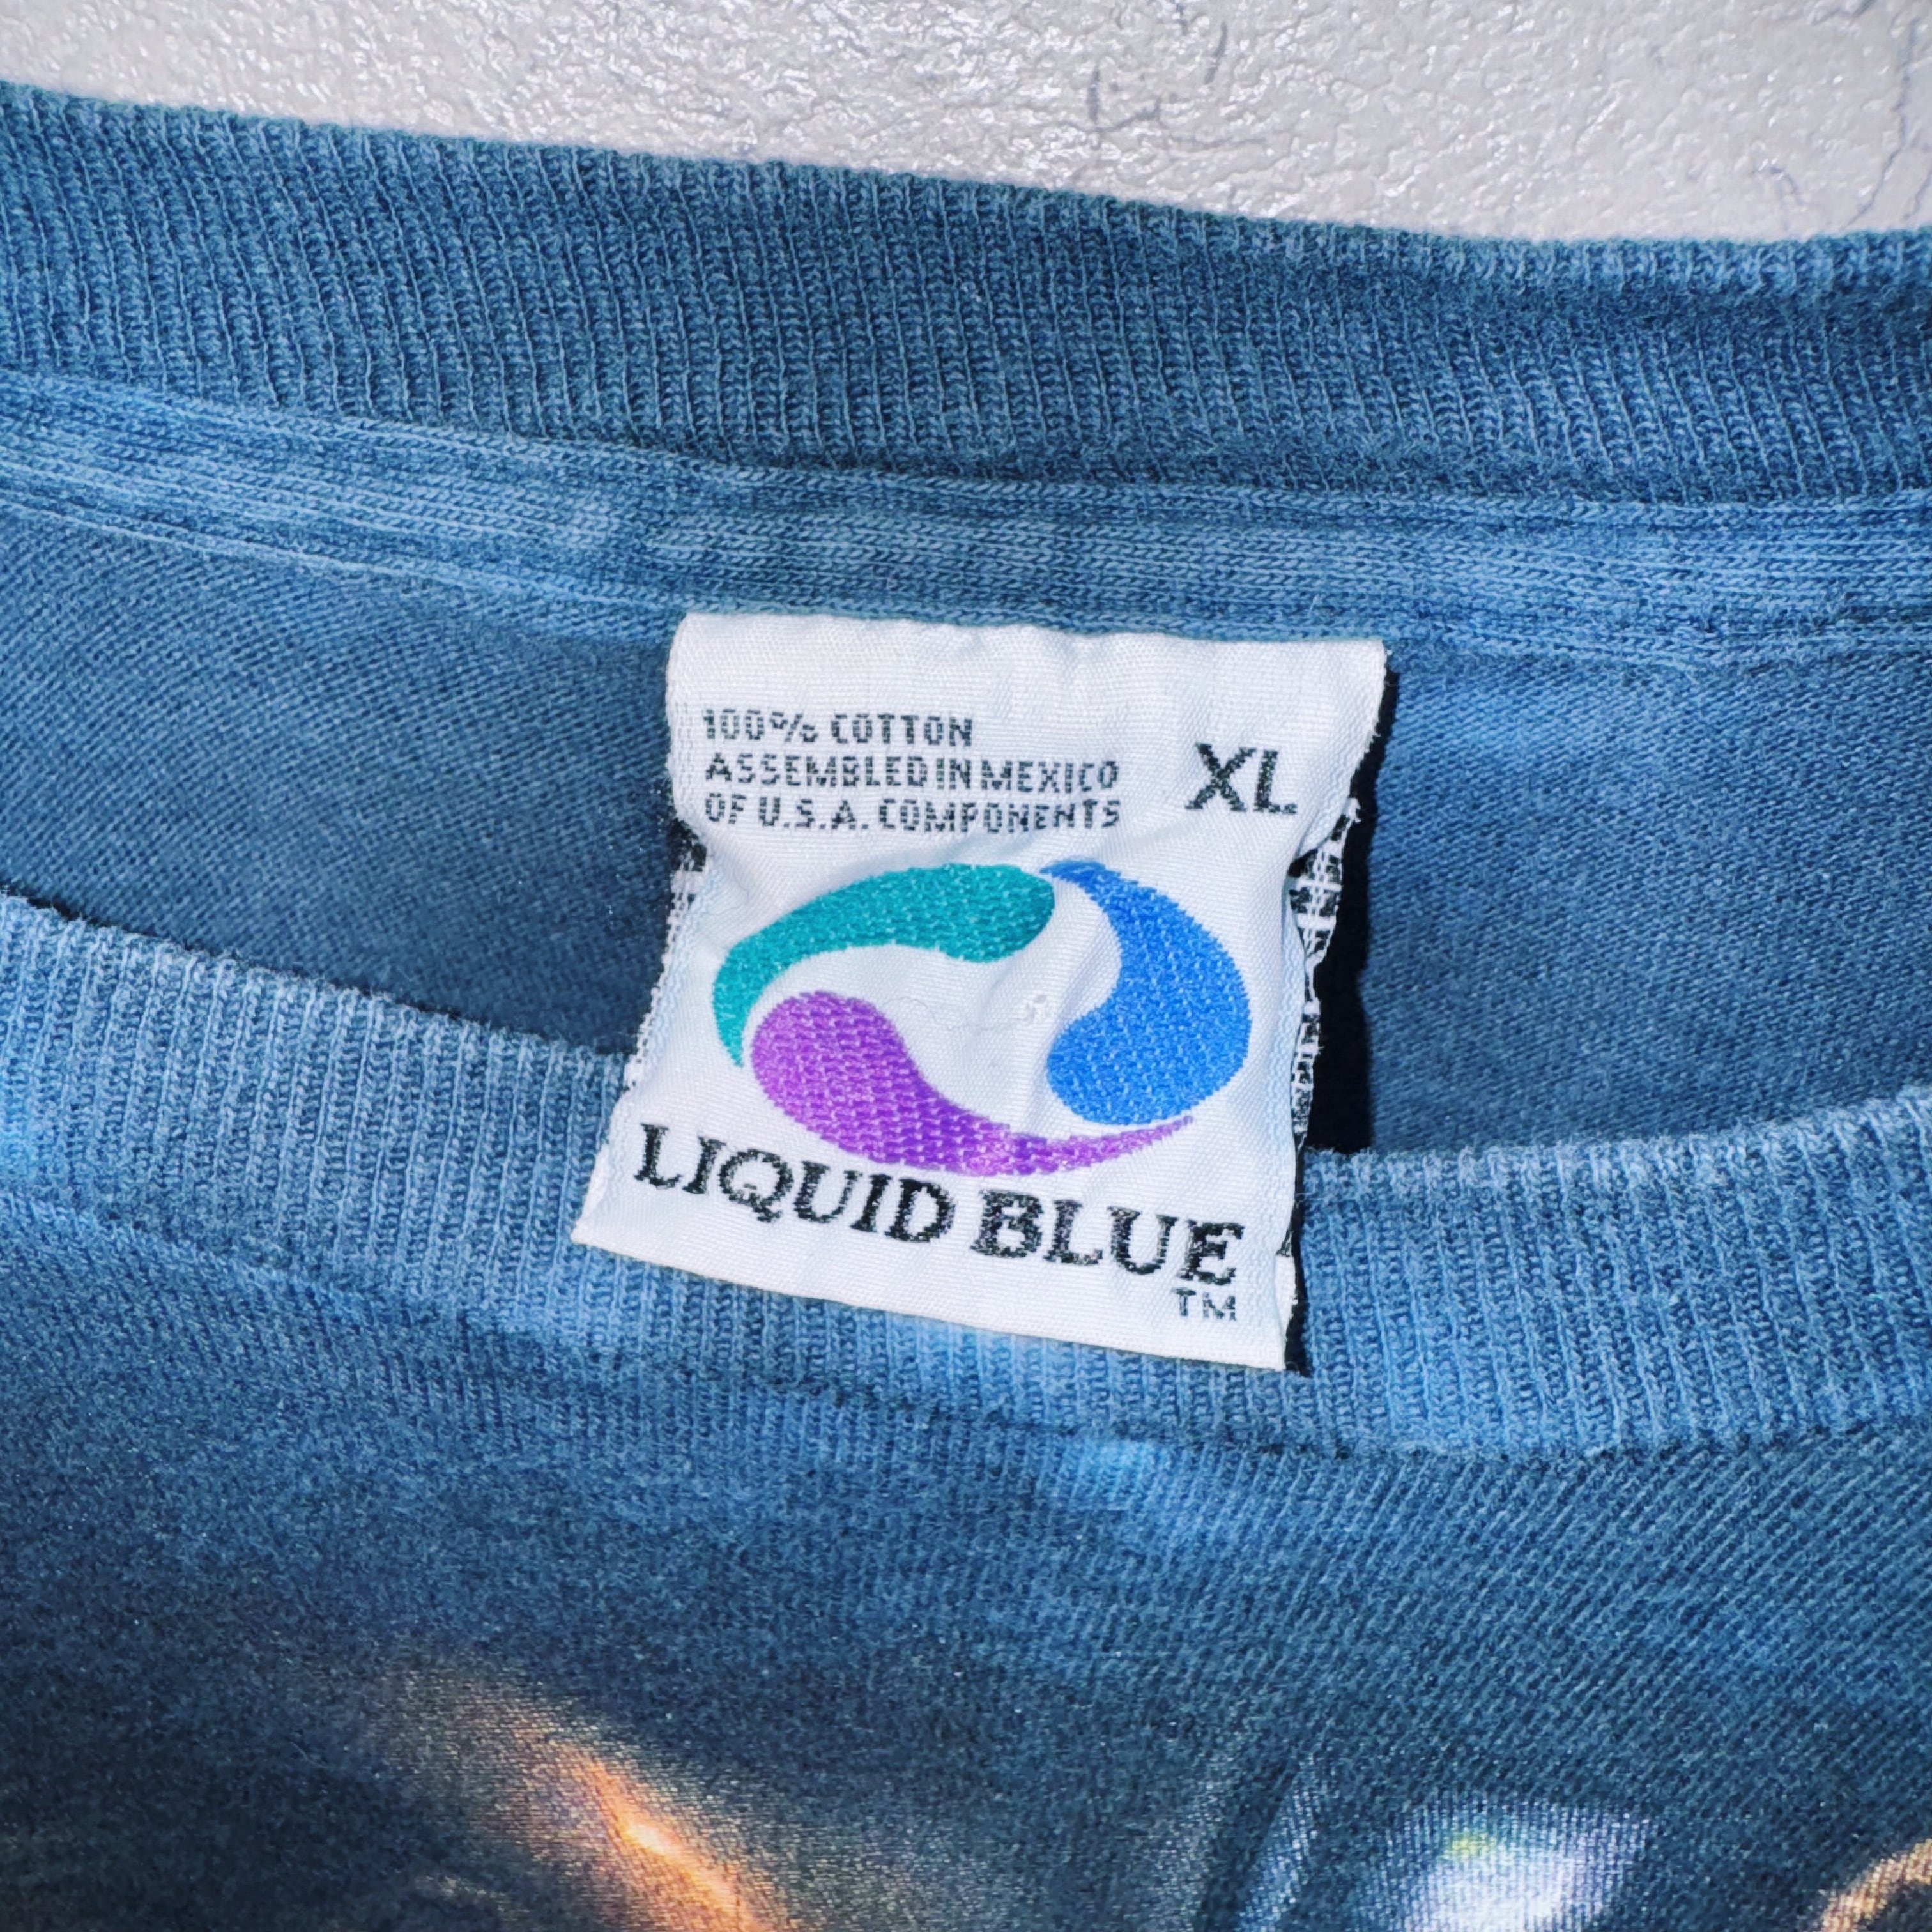 100% COTTON
ASSEMBLED IN MEXICO
OF U.S.A. COMPONENTS
XL
LIQUID BLUE
TM